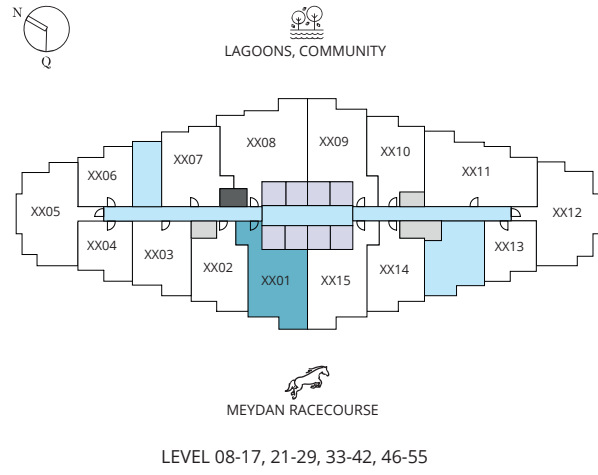 N
Q
LAGOONS, COMMUNITY
XX09
XX08
XX10
XX07
XX06
XX11
XX05
XX12
XX04
XX03
XX13
XX02
XX14
XX01
XX15
MEYDAN RACECOURSE
LEVEL 08-17, 21-29, 33-42, 46-55